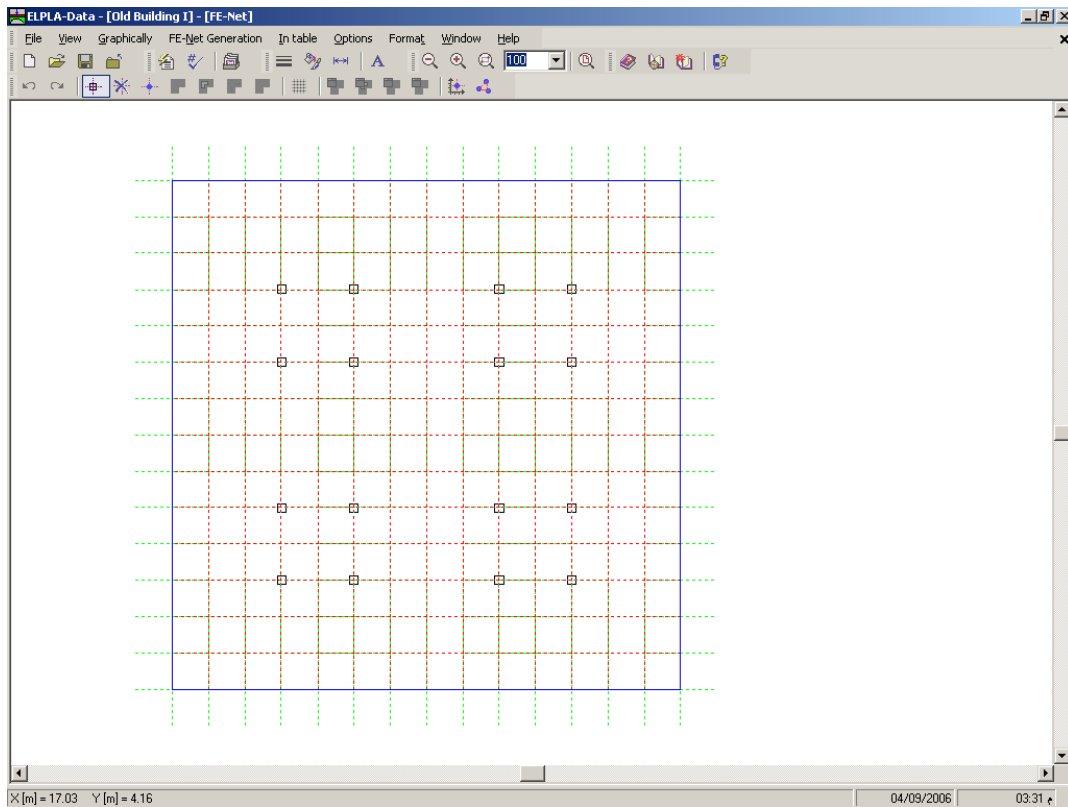 ELPLA-Data - [Old Building I] - [FE-Net]
File View Graphically FE-Net Generation In table Options Format Window Help
100
X [m] = 17.03 Y [m] = 4.16 04/09/2006 03:31 م